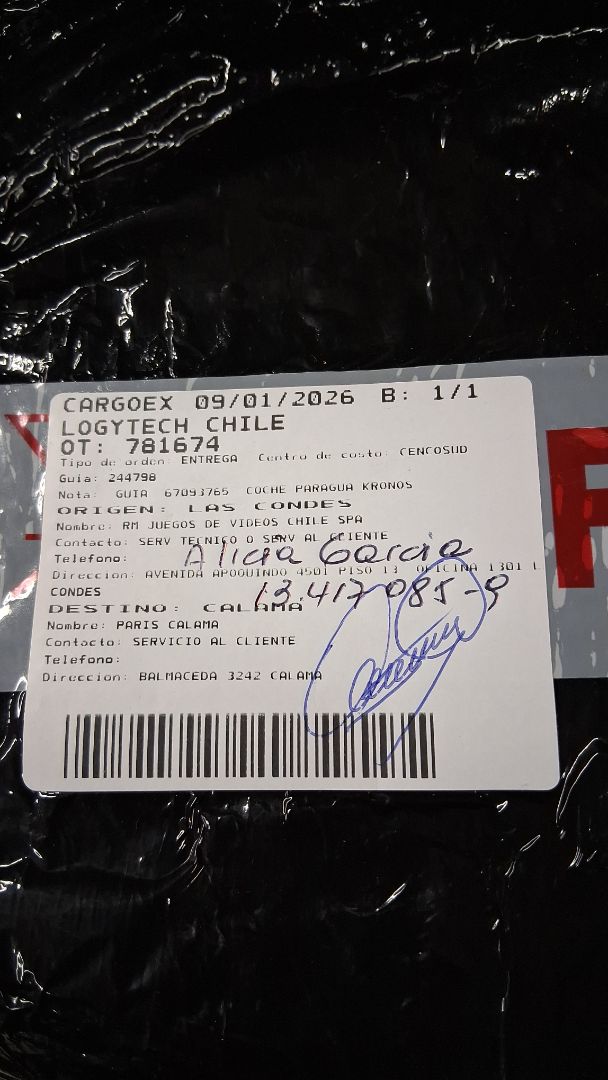 CARGOEX 09/01/2026 B: 1/1
LOGYTECH CHILE
OT: 781674
Tipo de orden: ENTREGA Centro de costo: CENCOSUD
Guia: 244798
Nota: GUIA 67093765 COCHE PARAGUA KRONOS
ORIGEN: LAS CONDES
Nombre: RM JUEGOS DE VIDEOS CHILE SPA
Contacto: SERV TECNICO O SERV AL CLIENTE
Telefono:
Alicia Garcia
Direccion: AVENIDA APOQUINDO 4501 PISO 13 OFICINA 1301 L
CONDES
13.417.085-9
DESTINO: CALAMA
Nombre: PARIS CALAMA
Contacto: SERVICIO AL CLIENTE
Telefono:
Direccion: BALMACEDA 3242 CALAMA